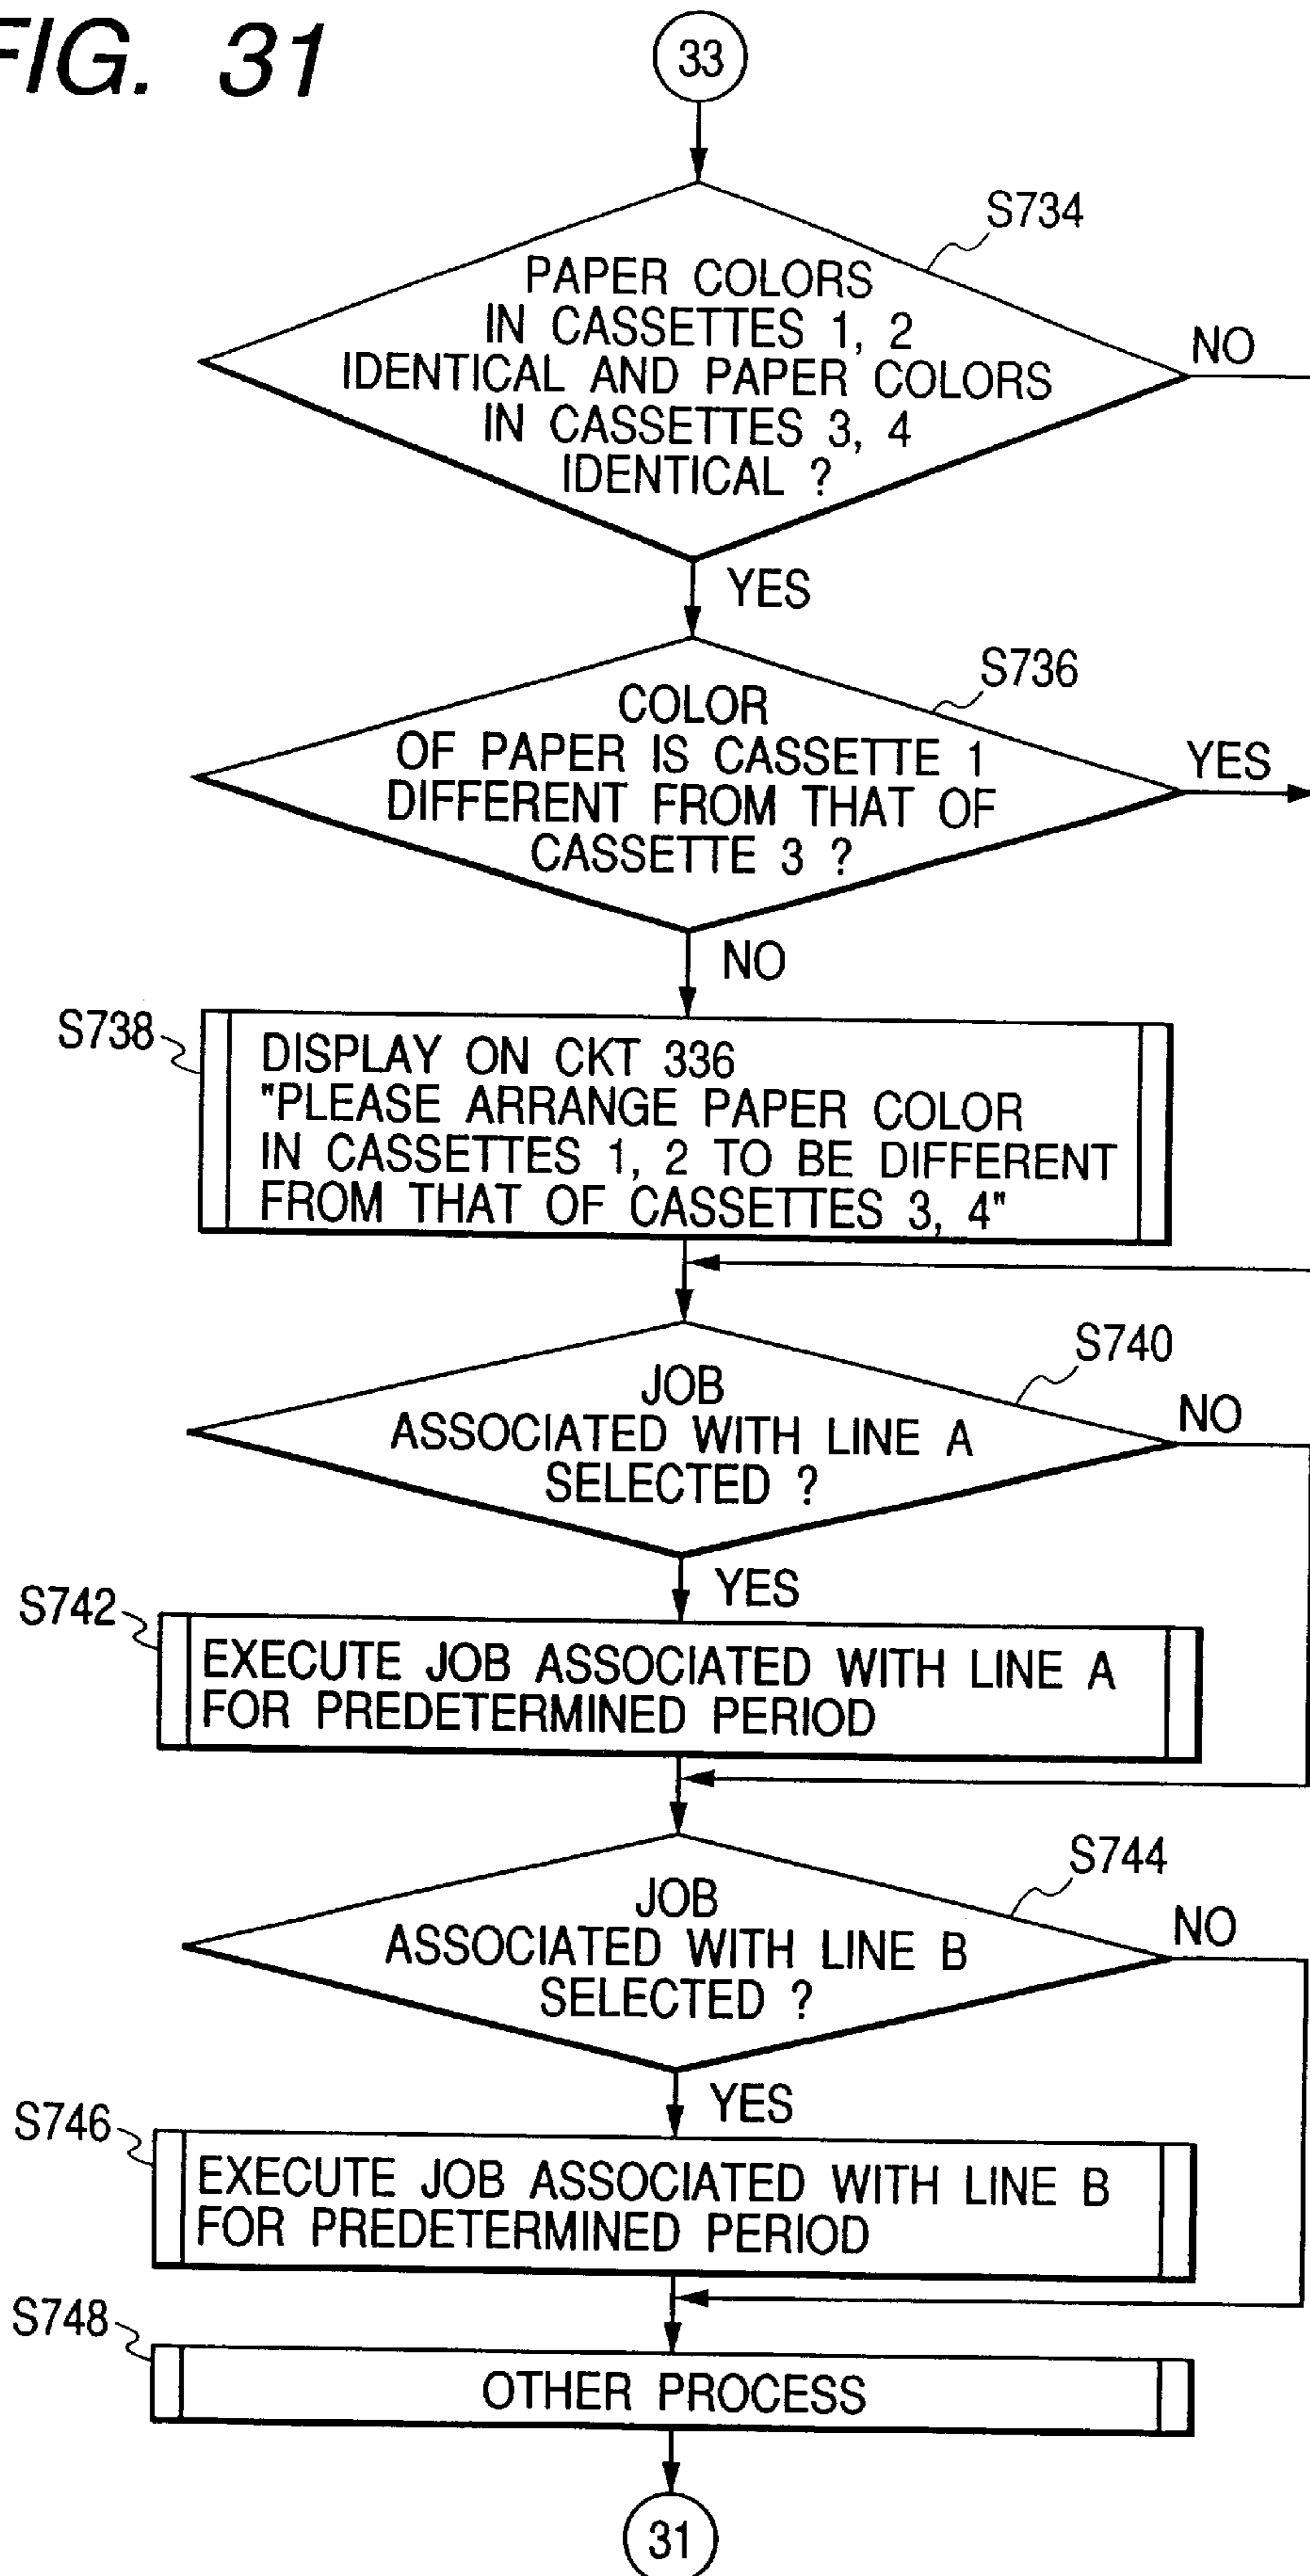 FIG. 31
33
S734
PAPER COLORS
IN CASSETTES 1, 2
IDENTICAL AND PAPER COLORS
IN CASSETTES 3, 4
IDENTICAL ?
NO
YES
S736
COLOR
OF PAPER IS CASSETTE 1
DIFFERENT FROM THAT OF
CASSETTE 3 ?
YES
NO
S738
DISPLAY ON CKT 336
"PLEASE ARRANGE PAPER COLOR
IN CASSETTES 1, 2 TO BE DIFFERENT
FROM THAT OF CASSETTES 3, 4"
S740
JOB
ASSOCIATED WITH LINE A
SELECTED ?
NO
YES
S742
EXECUTE JOB ASSOCIATED WITH LINE A
FOR PREDETERMINED PERIOD
S744
JOB
ASSOCIATED WITH LINE B
SELECTED ?
NO
YES
S746
EXECUTE JOB ASSOCIATED WITH LINE B
FOR PREDETERMINED PERIOD
S748
OTHER PROCESS
31